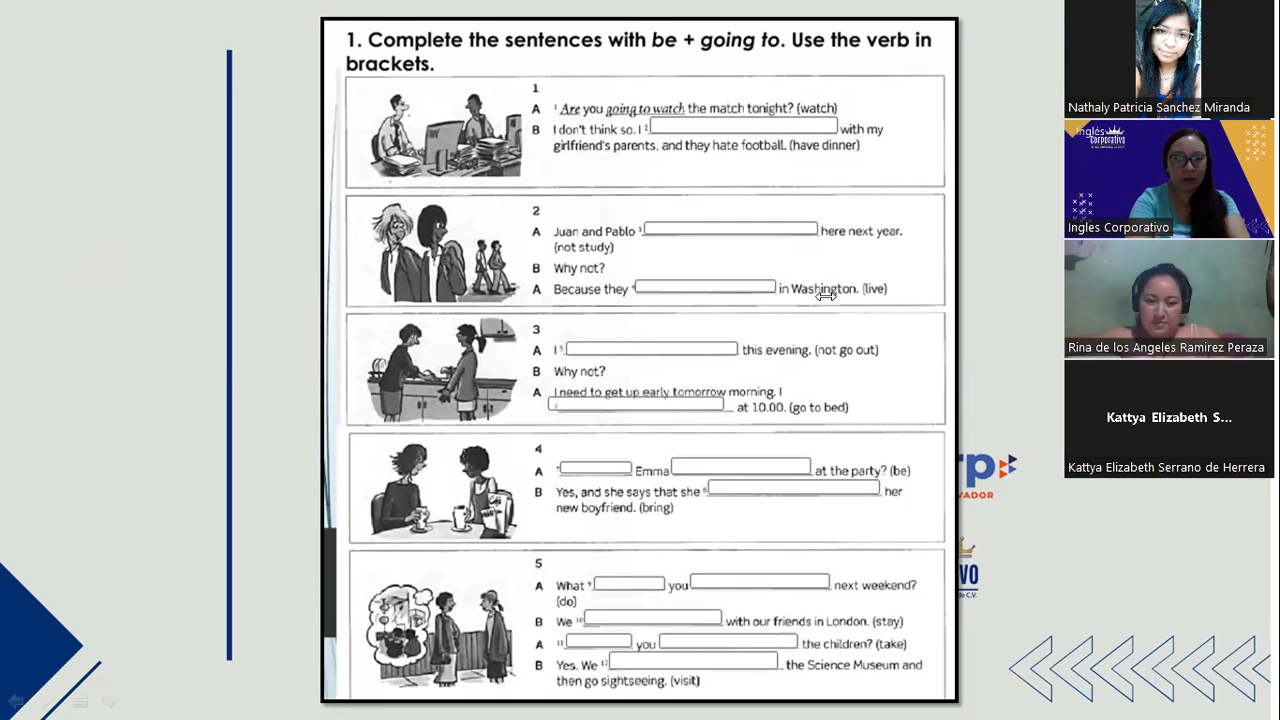 1. Complete the sentences with be + going to. Use the verb in
brackets.
1
A 1 Are you going to watch the match tonight? (watch)
B I don't think so. I 2 with my
girlfriend's parents, and they hate football. (have dinner)
2
A Juan and Pablo 3 here next year.
(not study)
B Why not?
A Because they in Washington. (live)
3
A I 5 this evening. (not go out)
B Why not?
A I need to get up early tomorrow morning. I
at 10.00. (go to bed)
4
A 7 Emma at the party? (be)
B Yes, and she says that she 8 her
new boyfriend. (bring)
5
A What 9 you next weekend?
(do)
B We 10 with our friends in London. (stay)
A 11 you the children? (take)
B Yes. We 12 the Science Museum and
then go sightseeing. (visit)
Nathaly Patricia Sanchez Miranda
Inglés
Corporativo
Ingles Corporativo
Rina de los Angeles Ramirez Peraza
Kattya Elizabeth S...
Kattya Elizabeth Serrano de Herrera
rp
VADOR
VO
de C.V.